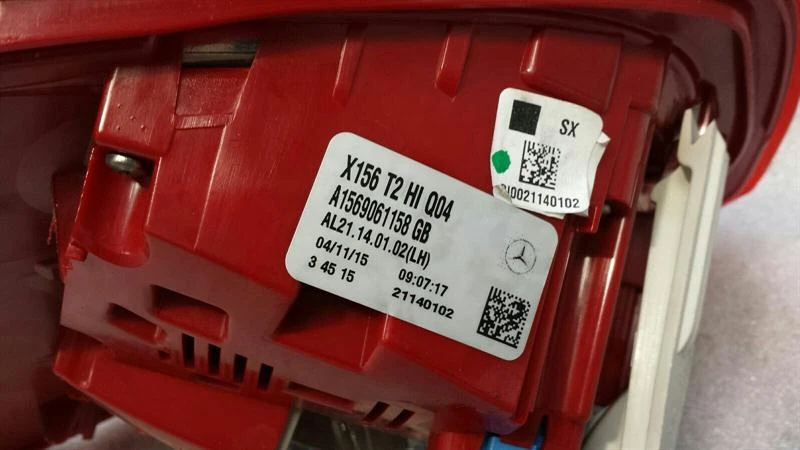 SX
0021140102
X156 T2 HI Q04
A1569061158 GB
AL21.14.01.02(LH)
04/11/15 09:07:17
3 45 15 21140102